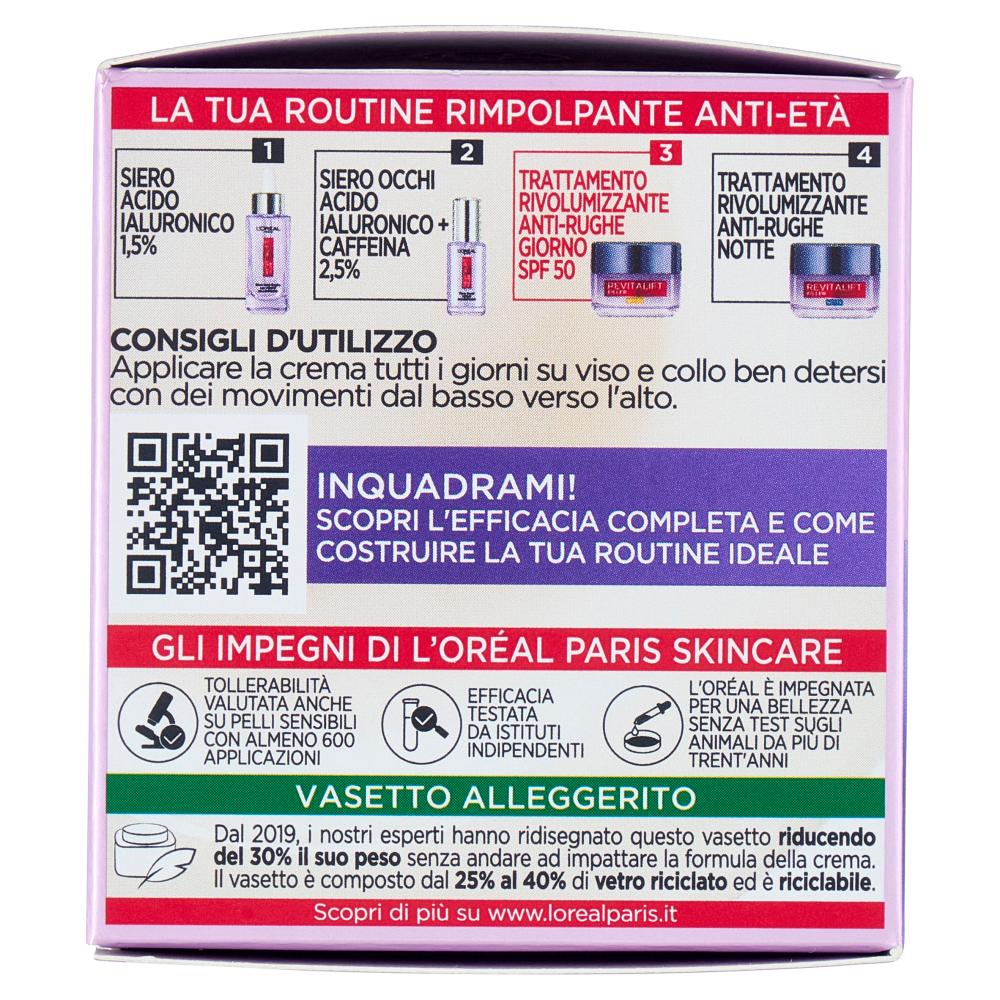 LA TUA ROUTINE RIMPOLPANTE ANTI-ETÀ
1
SIERO
ACIDO
IALURONICO
1,5%
L'ORÉAL
2
SIERO OCCHI
ACIDO
IALURONICO +
CAFFEINA
2,5%
L'ORÉAL
3
TRATTAMENTO
RIVOLUMIZZANTE
ANTI-RUGHE
GIORNO
SPF 50
REVITALIFT
FILLER
4
TRATTAMENTO
RIVOLUMIZZANTE
ANTI-RUGHE
NOTTE
REVITALIFT
FILLER
CONSIGLI D'UTILIZZO
Applicare la crema tutti i giorni su viso e collo ben detersi
con dei movimenti dal basso verso l'alto.
INQUADRAMI!
SCOPRI L'EFFICACIA COMPLETA E COME
COSTRUIRE LA TUA ROUTINE IDEALE
GLI IMPEGNI DI L'ORÉAL PARIS SKINCARE
TOLLERABILITÀ
VALUTATA ANCHE
SU PELLI SENSIBILI
CON ALMENO 600
APPLICAZIONI
EFFICACIA
TESTATA
DA ISTITUTI
INDIPENDENTI
L'ORÉAL È IMPEGNATA
PER UNA BELLEZZA
SENZA TEST SUGLI
ANIMALI DA PIÙ DI
TRENT'ANNI
VASETTO ALLEGGERITO
Dal 2019, i nostri esperti hanno ridisegnato questo vasetto riducendo
del 30% il suo peso senza andare ad impattare la formula della crema.
Il vasetto è composto dal 25% al 40% di vetro riciclato ed è riciclabile.
Scopri di più su www.lorealparis.it